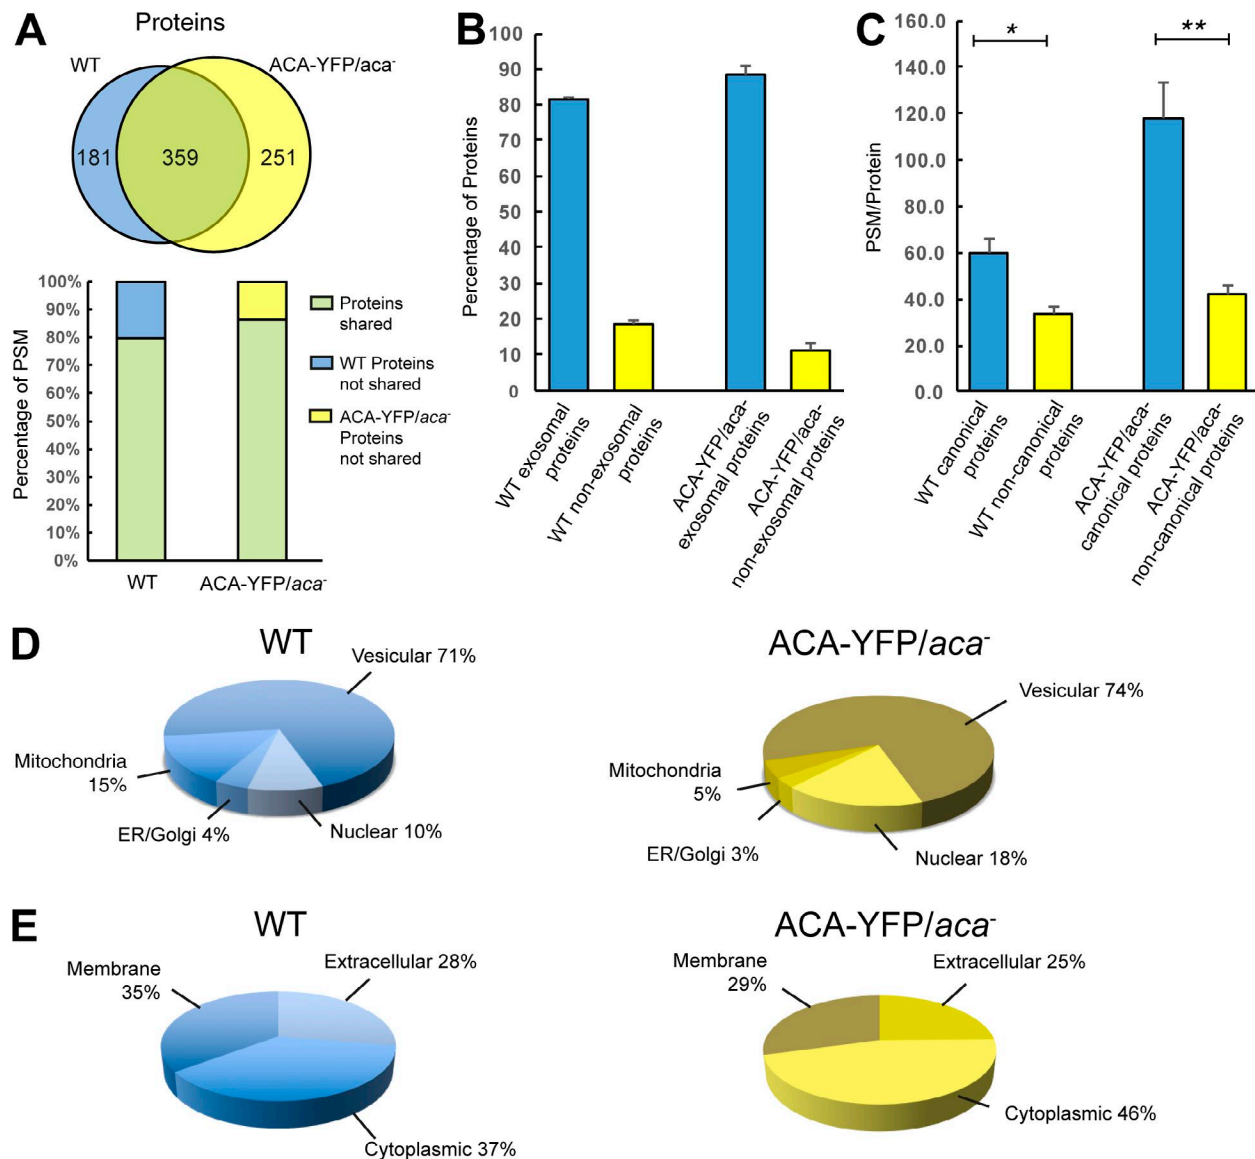 A
Proteins
WT
ACA-YFP/aca-
181
359
251
100%
90%
80%
70%
60%
50%
40%
30%
20%
10%
0%
Percentage of PSM
WT
ACA-YFP/aca-
Proteins
shared
WT Proteins
not shared
ACA-YFP/aca-
Proteins
not shared
B
100
90
80
70
60
50
40
30
20
10
0
Percentage of Proteins
WT exosomal
proteins
WT non-exosomal
proteins
ACA-YFP/aca-
exosomal proteins
ACA-YFP/aca-
non-exosomal proteins
C
160.0
140.0
120.0
160.0
80.0
60.0
40.0
20.0
0.0
PSM/Protein
*
**
WT canonical
proteins
WT non-canonical
proteins
ACA-YFP/aca-
canonical proteins
ACA-YFP/aca-
non-canonical proteins
D
WT
Vesicular 71%
Mitochondria
15%
ER/Golgi 4%
Nuclear 10%
ACA-YFP/aca-
Vesicular 74%
Mitochondria
5%
ER/Golgi 3%
Nuclear 18%
E
WT
Membrane
35%
Extracellular 28%
Cytoplasmic 37%
ACA-YFP/aca-
Membrane
29%
Extracellular 25%
Cytoplasmic 46%